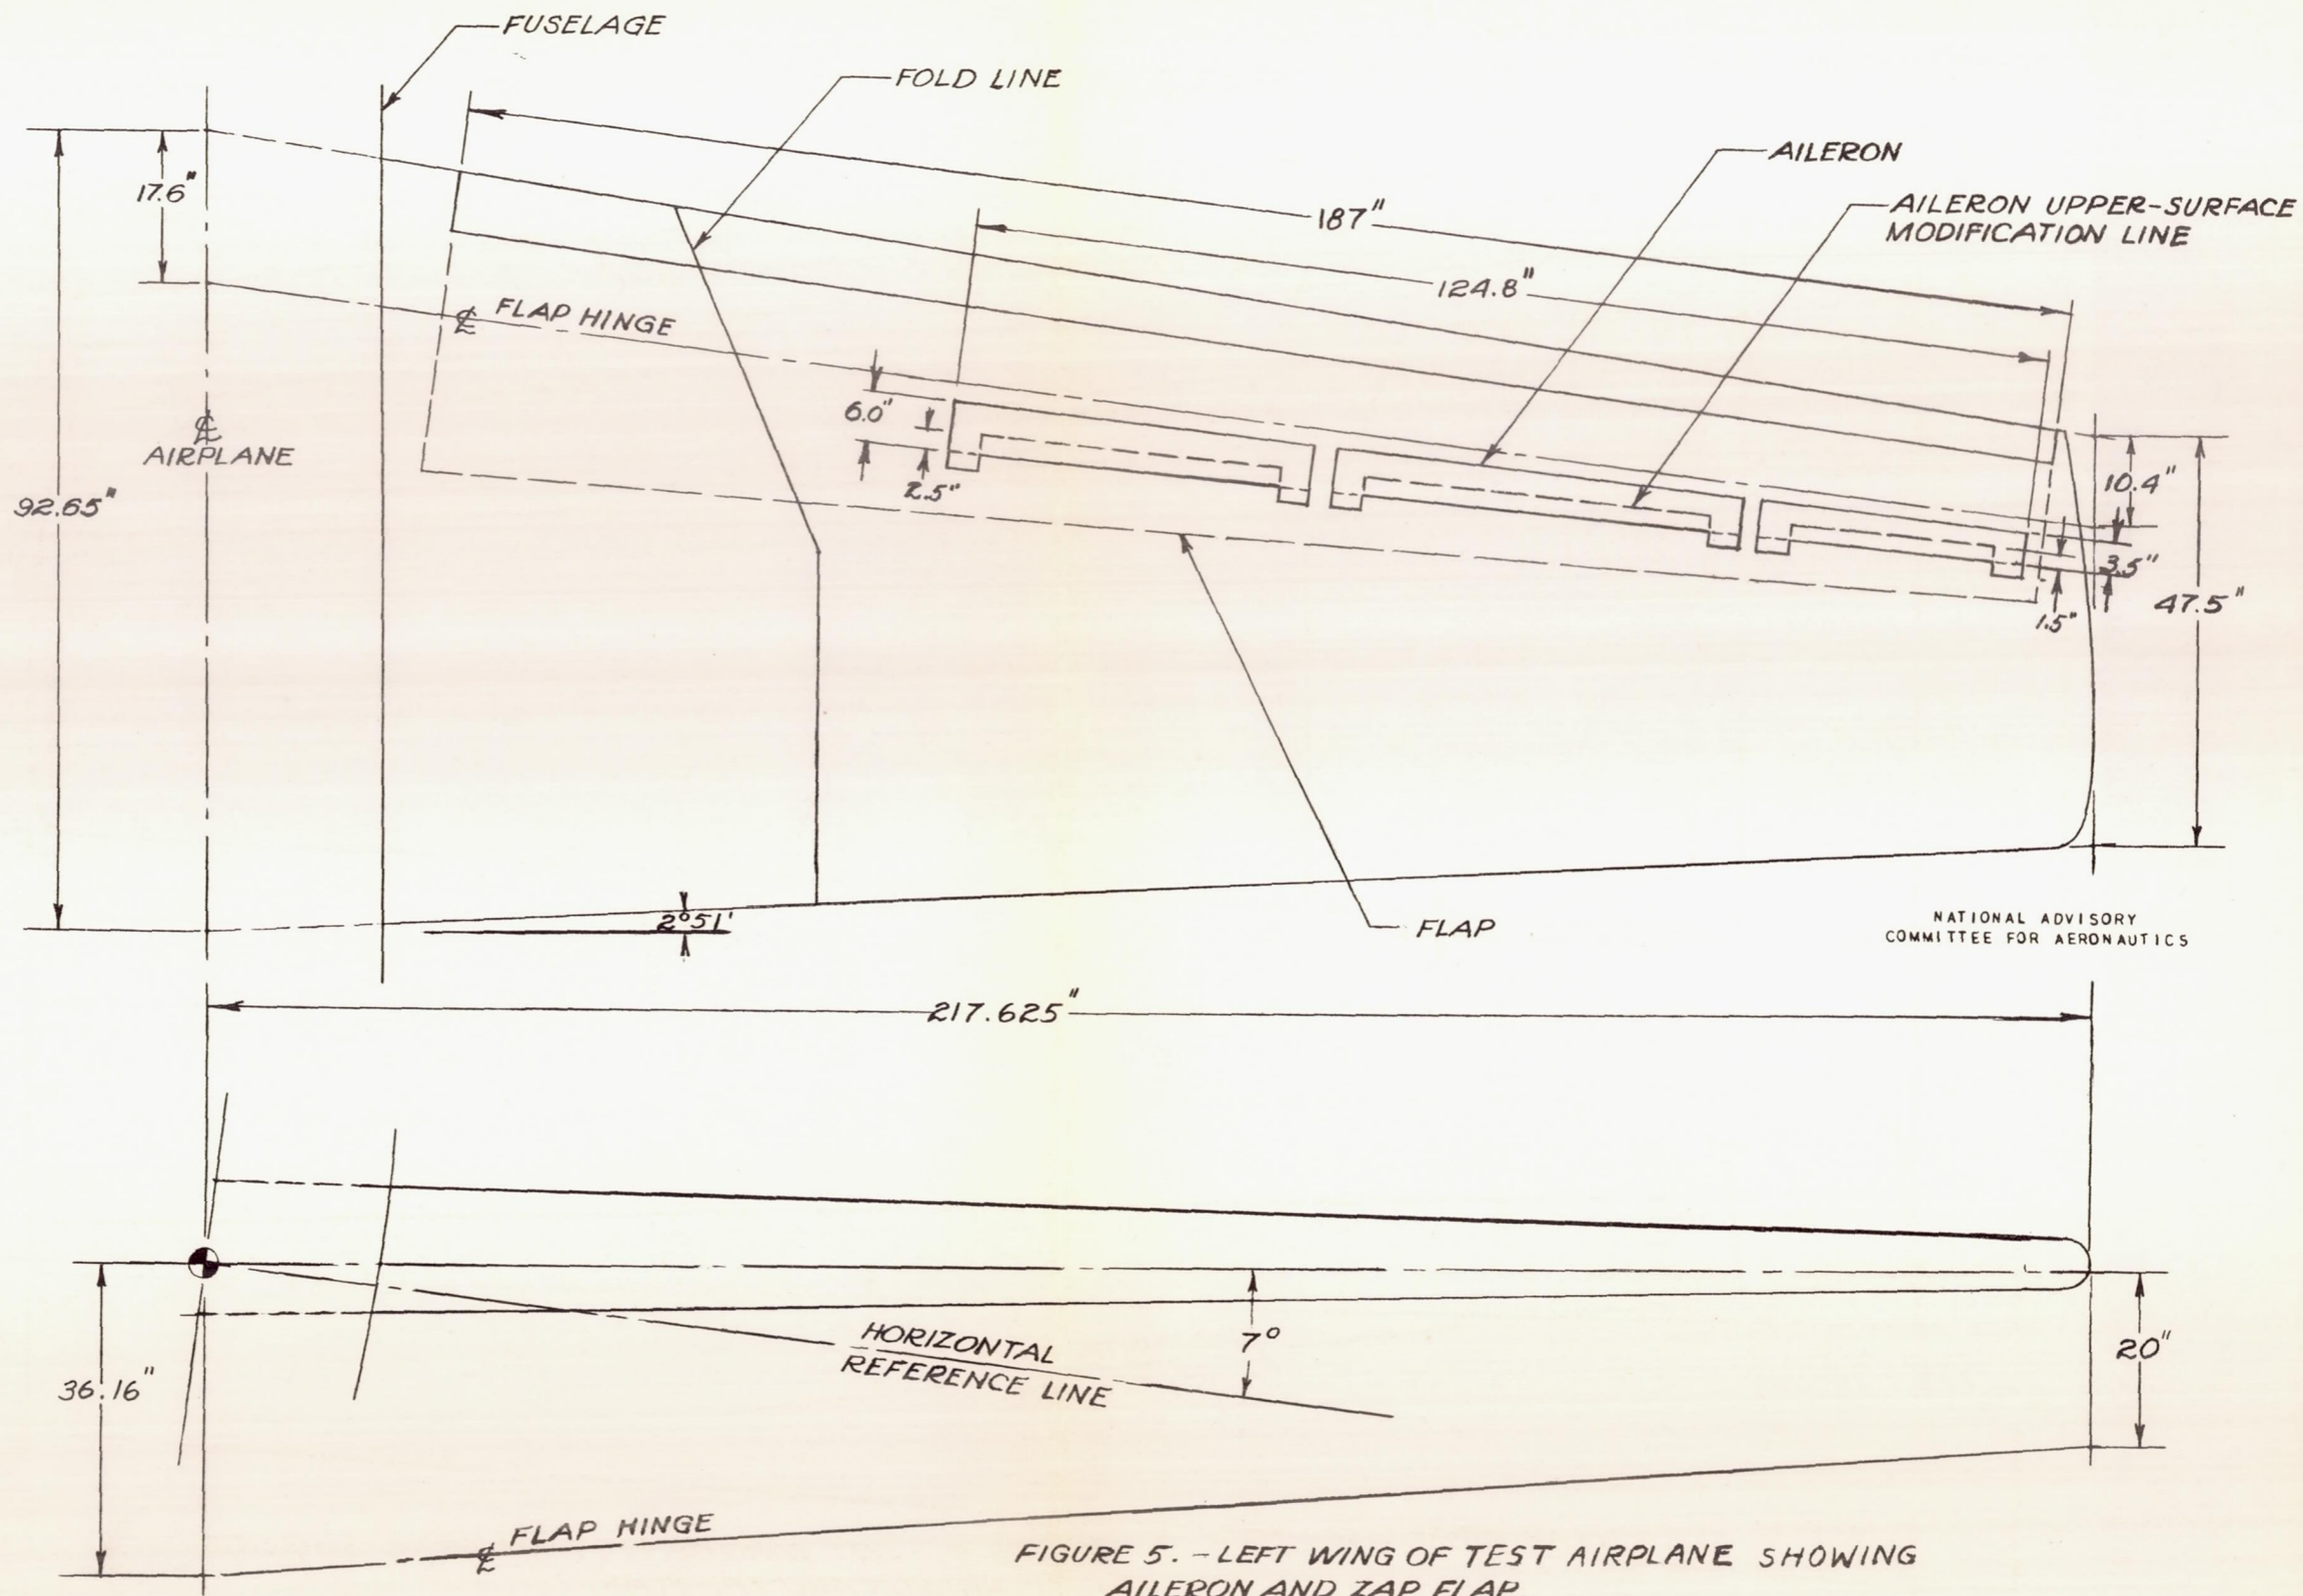 FUSELAGE
FOLD LINE
AILERON
17.6"
187"
AILERON UPPER-SURFACE
MODIFICATION LINE
124.8"
℄ FLAP HINGE
6.0"
℄
AIRPLANE
10.4"
92.65"
2.5"
3.5"
47.5"
1.5"
2°51'
FLAP
NATIONAL ADVISORY
COMMITTEE FOR AERONAUTICS
217.625"
HORIZONTAL
REFERENCE LINE
7°
20"
36.16"
℄ FLAP HINGE
FIGURE 5. - LEFT WING OF TEST AIRPLANE SHOWING
AILERON AND ZAP FLAP